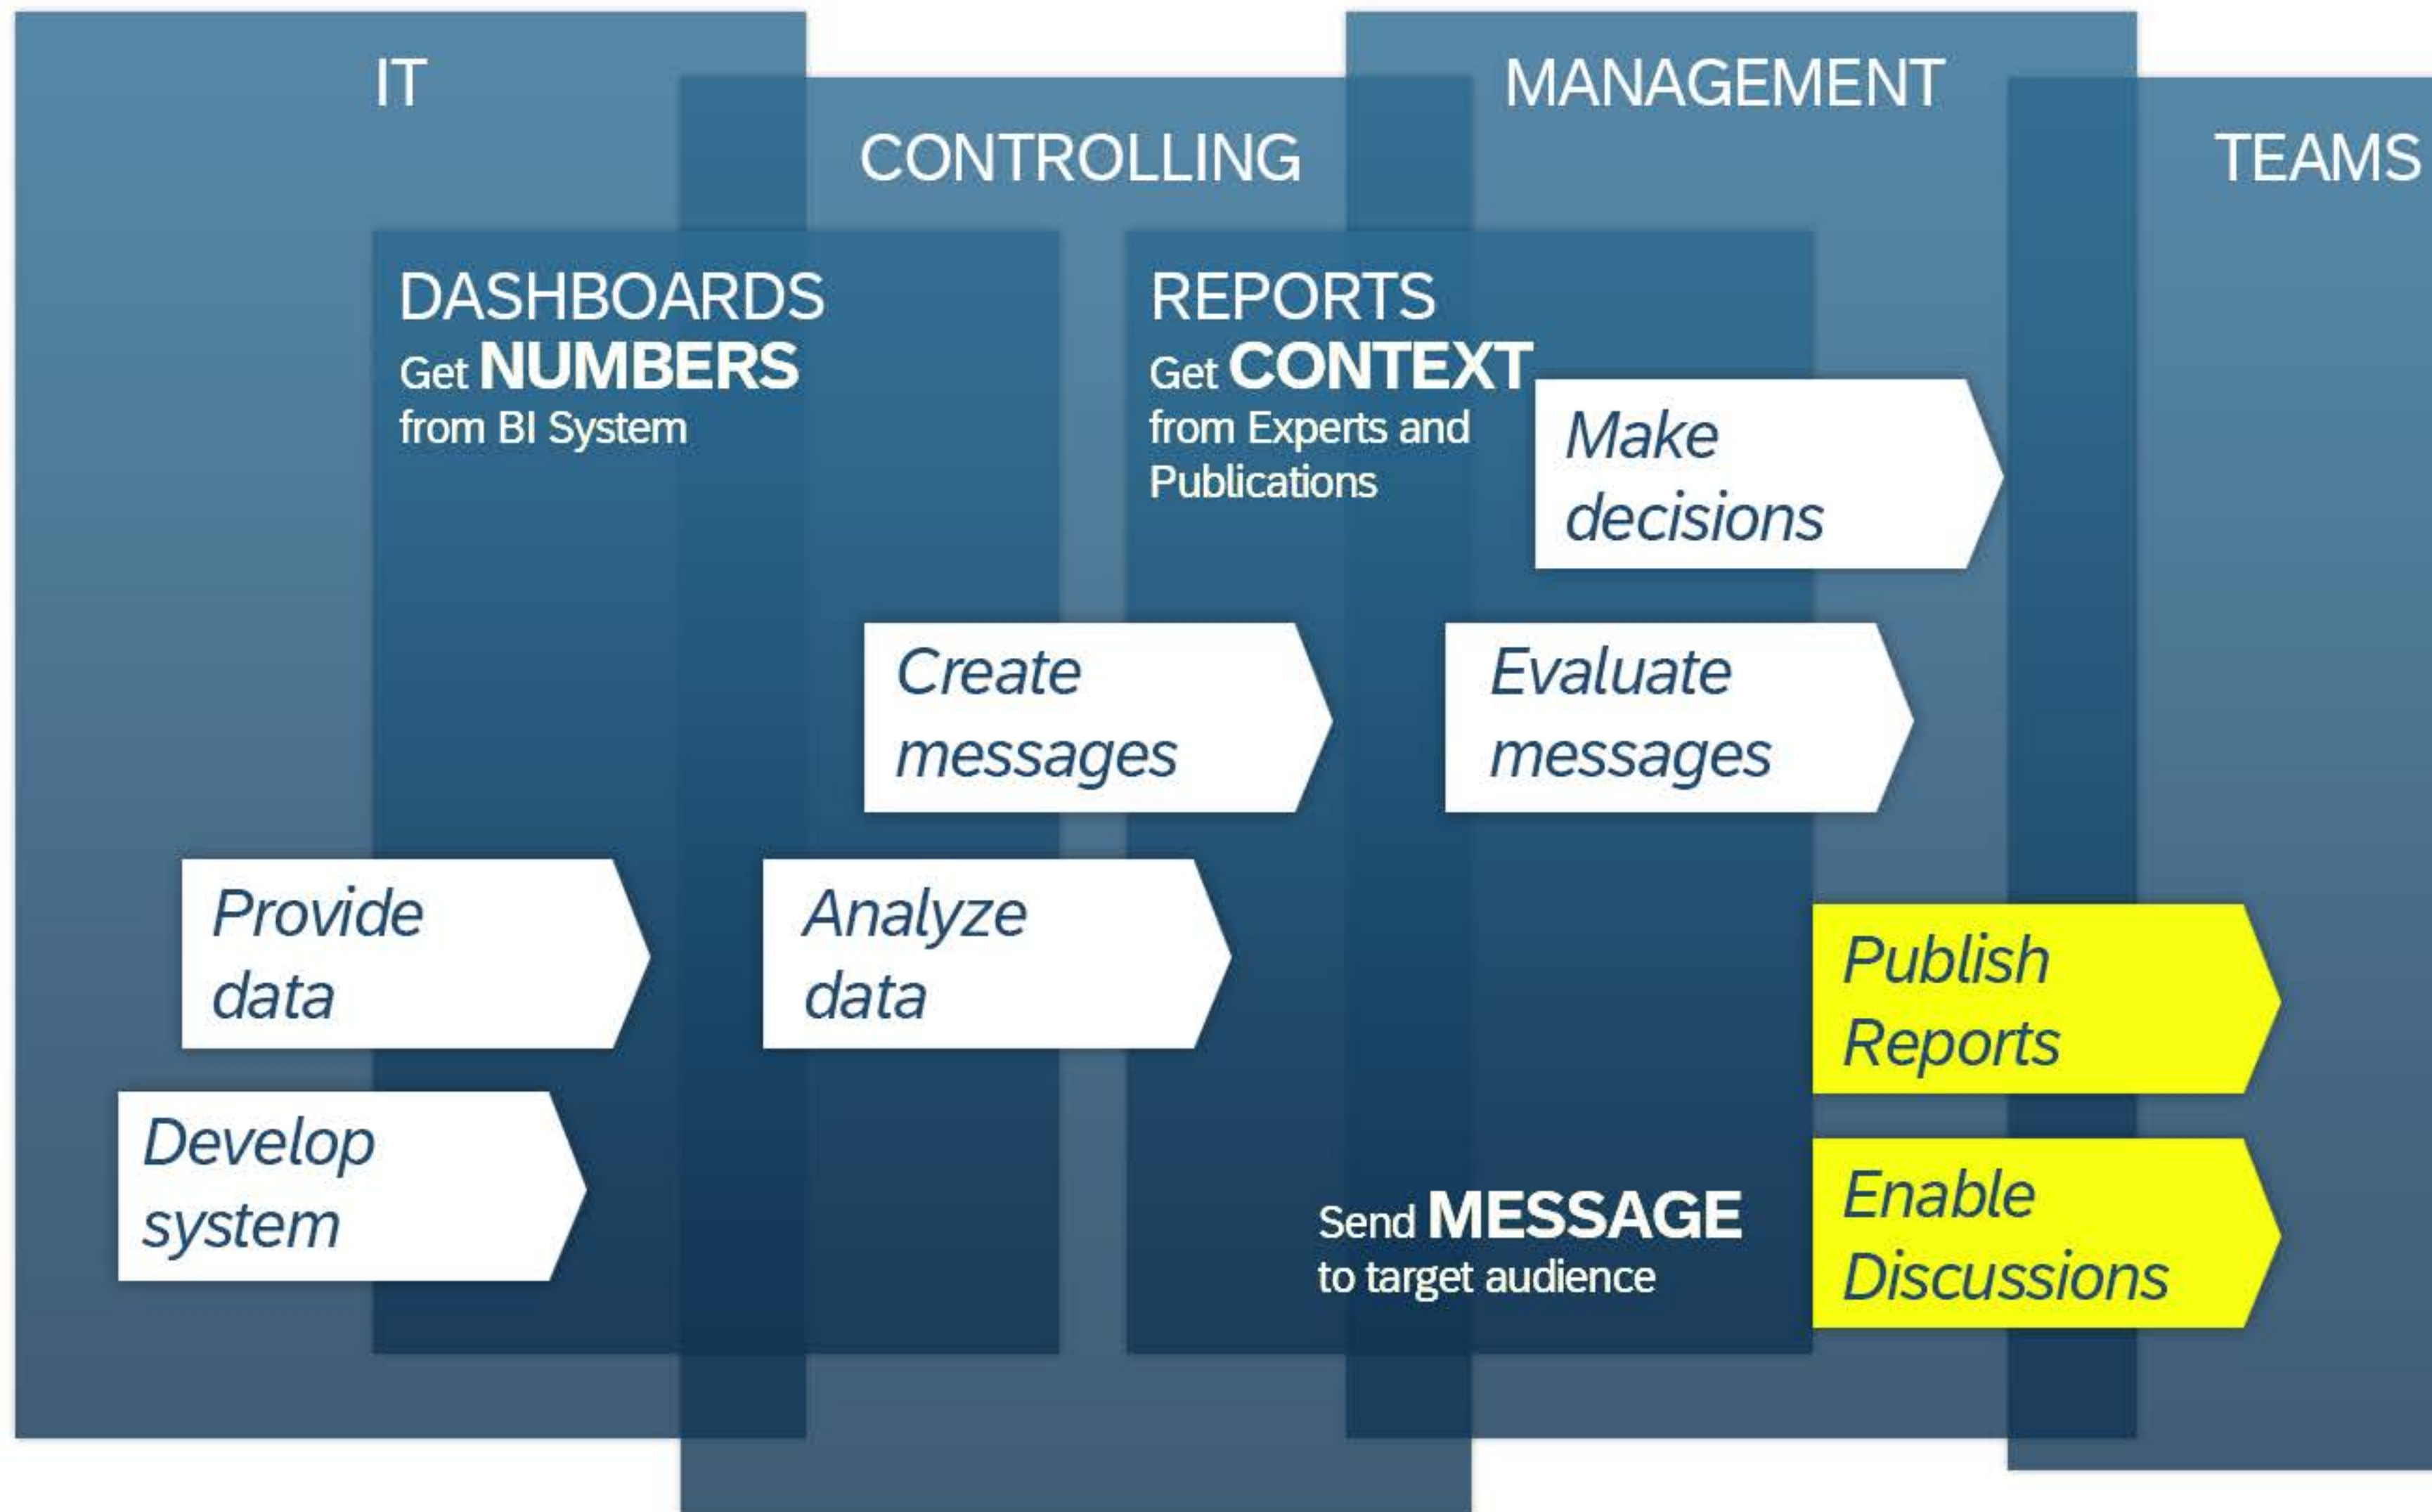 IT
CONTROLLING
MANAGEMENT
TEAMS
DASHBOARDS
Get NUMBERS
from BI System
REPORTS
Get CONTEXT
from Experts and
Publications
Make
decisions
Create
messages
Evaluate
messages
Provide
data
Analyze
data
Publish
Reports
Develop
system
Send MESSAGE
to target audience
Enable
Discussions